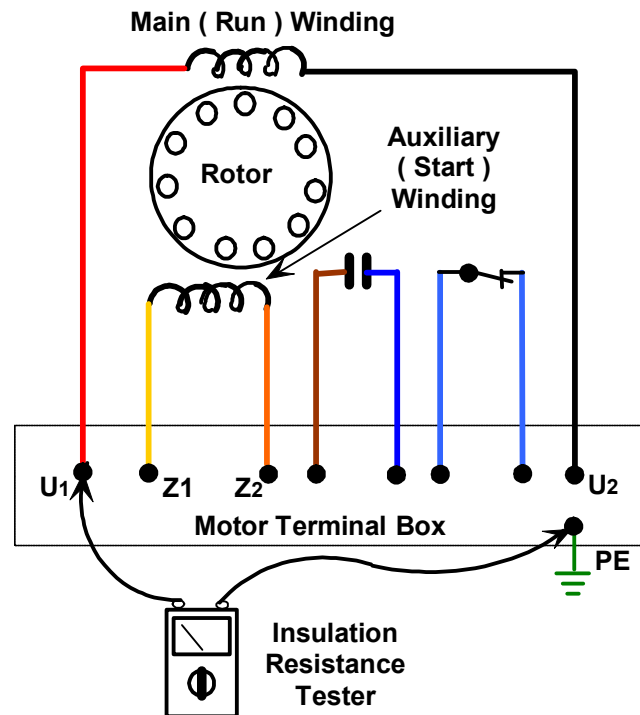 Main ( Run ) Winding
Rotor
Auxiliary
( Start )
Winding
U1
Z1
Z2
U2
Motor Terminal Box
PE
Insulation
Resistance
Tester